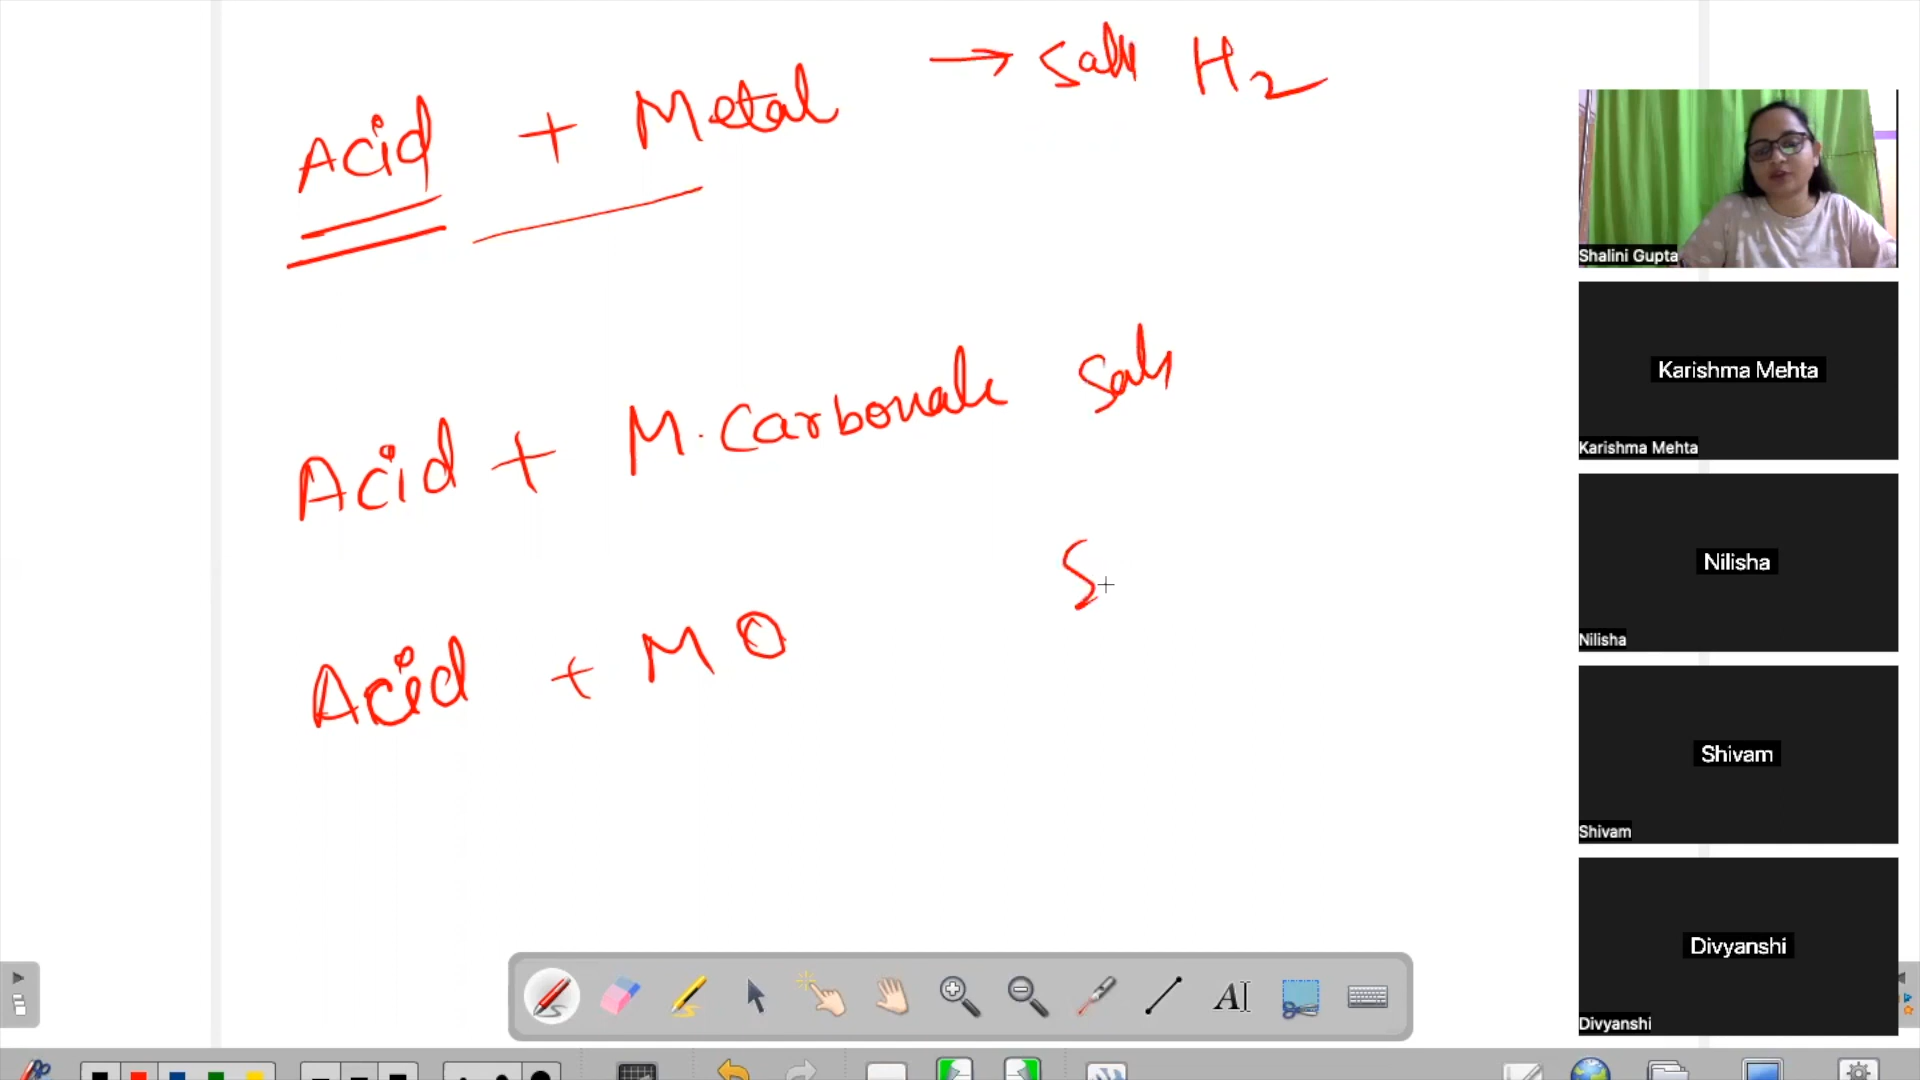 Acid + Metal → Salt H2
Acid + M. Carbonate Salt
S
Acid + MO
Shalini Gupta
Karishma Mehta
Karishma Mehta
Nilisha
Nilisha
Shivam
Shivam
Divyanshi
Divyanshi